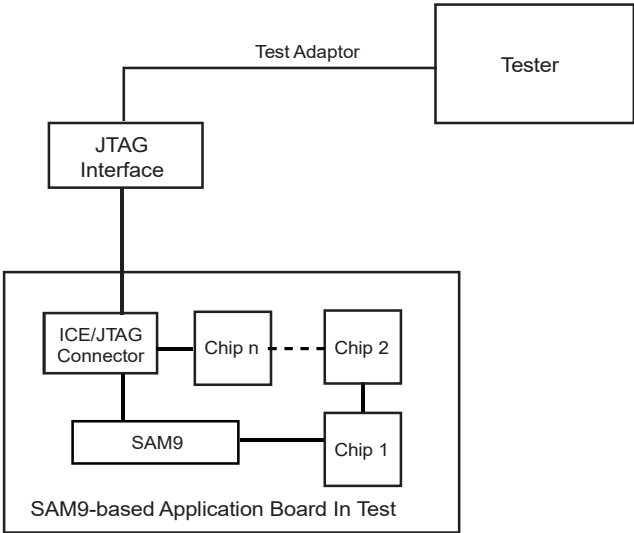 Test Adaptor
Tester
JTAG
Interface
ICE/JTAG
Connector
Chip n
Chip 2
SAM9
Chip 1
SAM9-based Application Board In Test